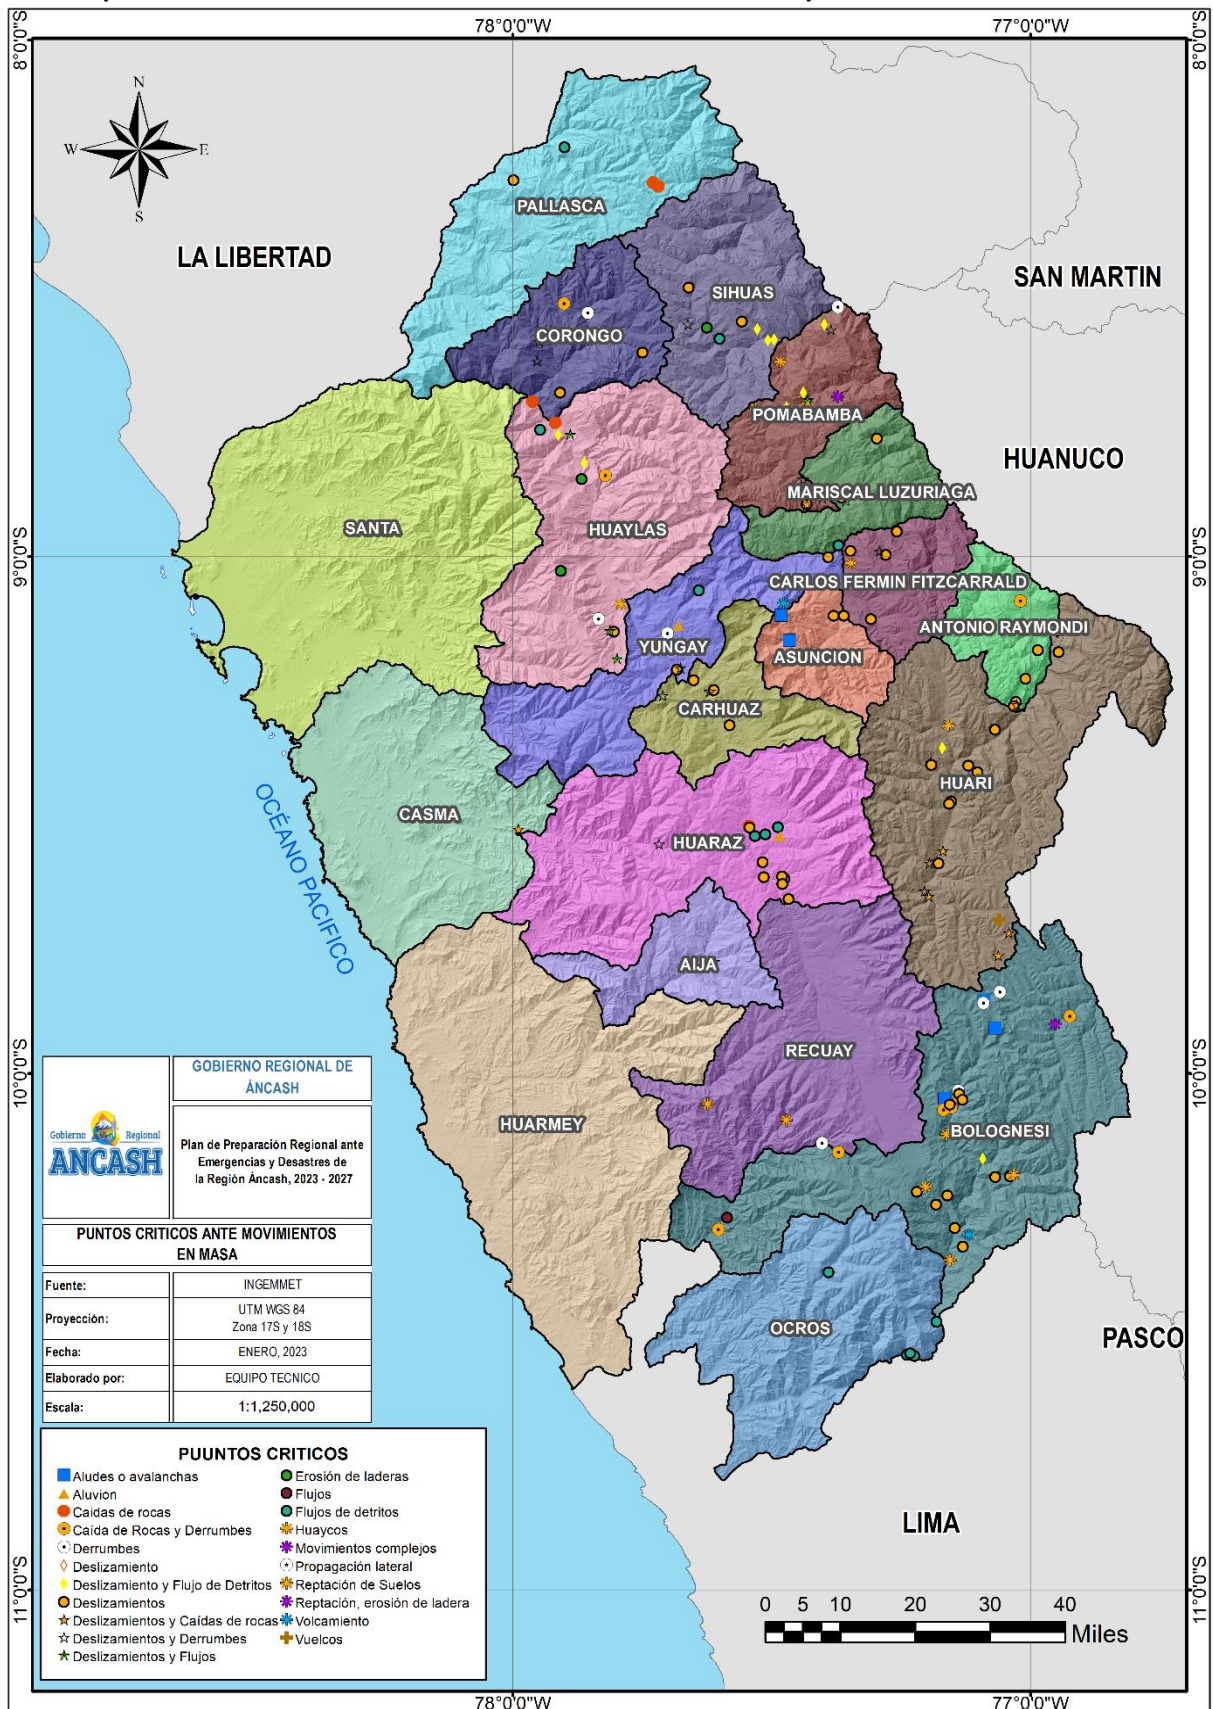 78°0'0"W
77°0'0"W
8°0'0"S
8°0'0"S
N
W
E
S
PALLASCA
LA LIBERTAD
SAN MARTIN
SIHUAS
CORONGO
POMABAMBA
HUANUCO
MARISCAL LUZURIAGA
SANTA
HUAYLAS
9°0'0"S
9°0'0"S
CARLOS FERMIN FITZCARRALD
ANTONIO RAYMONDI
YUNGAY
ASUNCION
CARHUAZ
HUARI
CASMA
HUARAZ
OCÉANO PACIFICO
AIJA
RECUAY
10°0'0"S
10°0'0"S
HUARMEY
BOLOGNESI
OCROS
PASCO
LIMA
Gobierno Regional
ANCASH
GOBIERNO REGIONAL DE
ÁNCASH
Plan de Preparación Regional ante
Emergencias y Desastres de
la Región Áncash, 2023 - 2027
PUNTOS CRITICOS ANTE MOVIMIENTOS
EN MASA
Fuente: INGEMMET
Proyección: UTM WGS 84
Zona 17S y 18S
Fecha: ENERO, 2023
Elaborado por: EQUIPO TECNICO
Escala: 1:1,250,000
PUUNTOS CRITICOS
Aludes o avalanchas
Aluvion
Caidas de rocas
Caída de Rocas y Derrumbes
Derrumbes
Deslizamiento
Deslizamiento y Flujo de Detritos
Deslizamientos
Deslizamientos y Caídas de rocas
Deslizamientos y Derrumbes
Deslizamientos y Flujos
Erosión de laderas
Flujos
Flujos de detritos
Huaycos
Movimientos complejos
Propagación lateral
Reptación de Suelos
Reptación, erosión de ladera
Volcamiento
Vuelcos
11°0'0"S
11°0'0"S
0 5 10 20 30 40
Miles
78°0'0"W
77°0'0"W